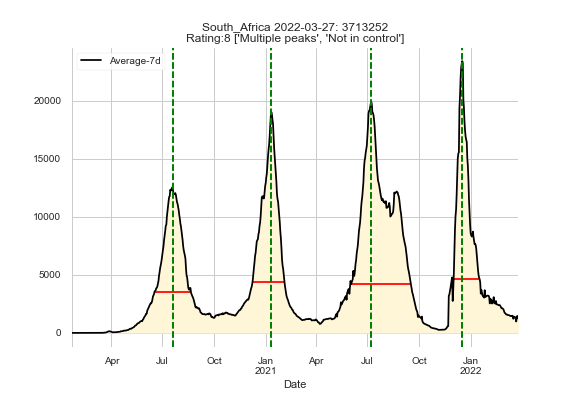 South_Africa 2022-03-27: 3713252
Rating:8 ['Multiple peaks', 'Not in control']
Average-7d
20000
15000
10000
5000
0
Apr Jul Oct Jan Apr Jul Oct Jan
2021 2022
Date